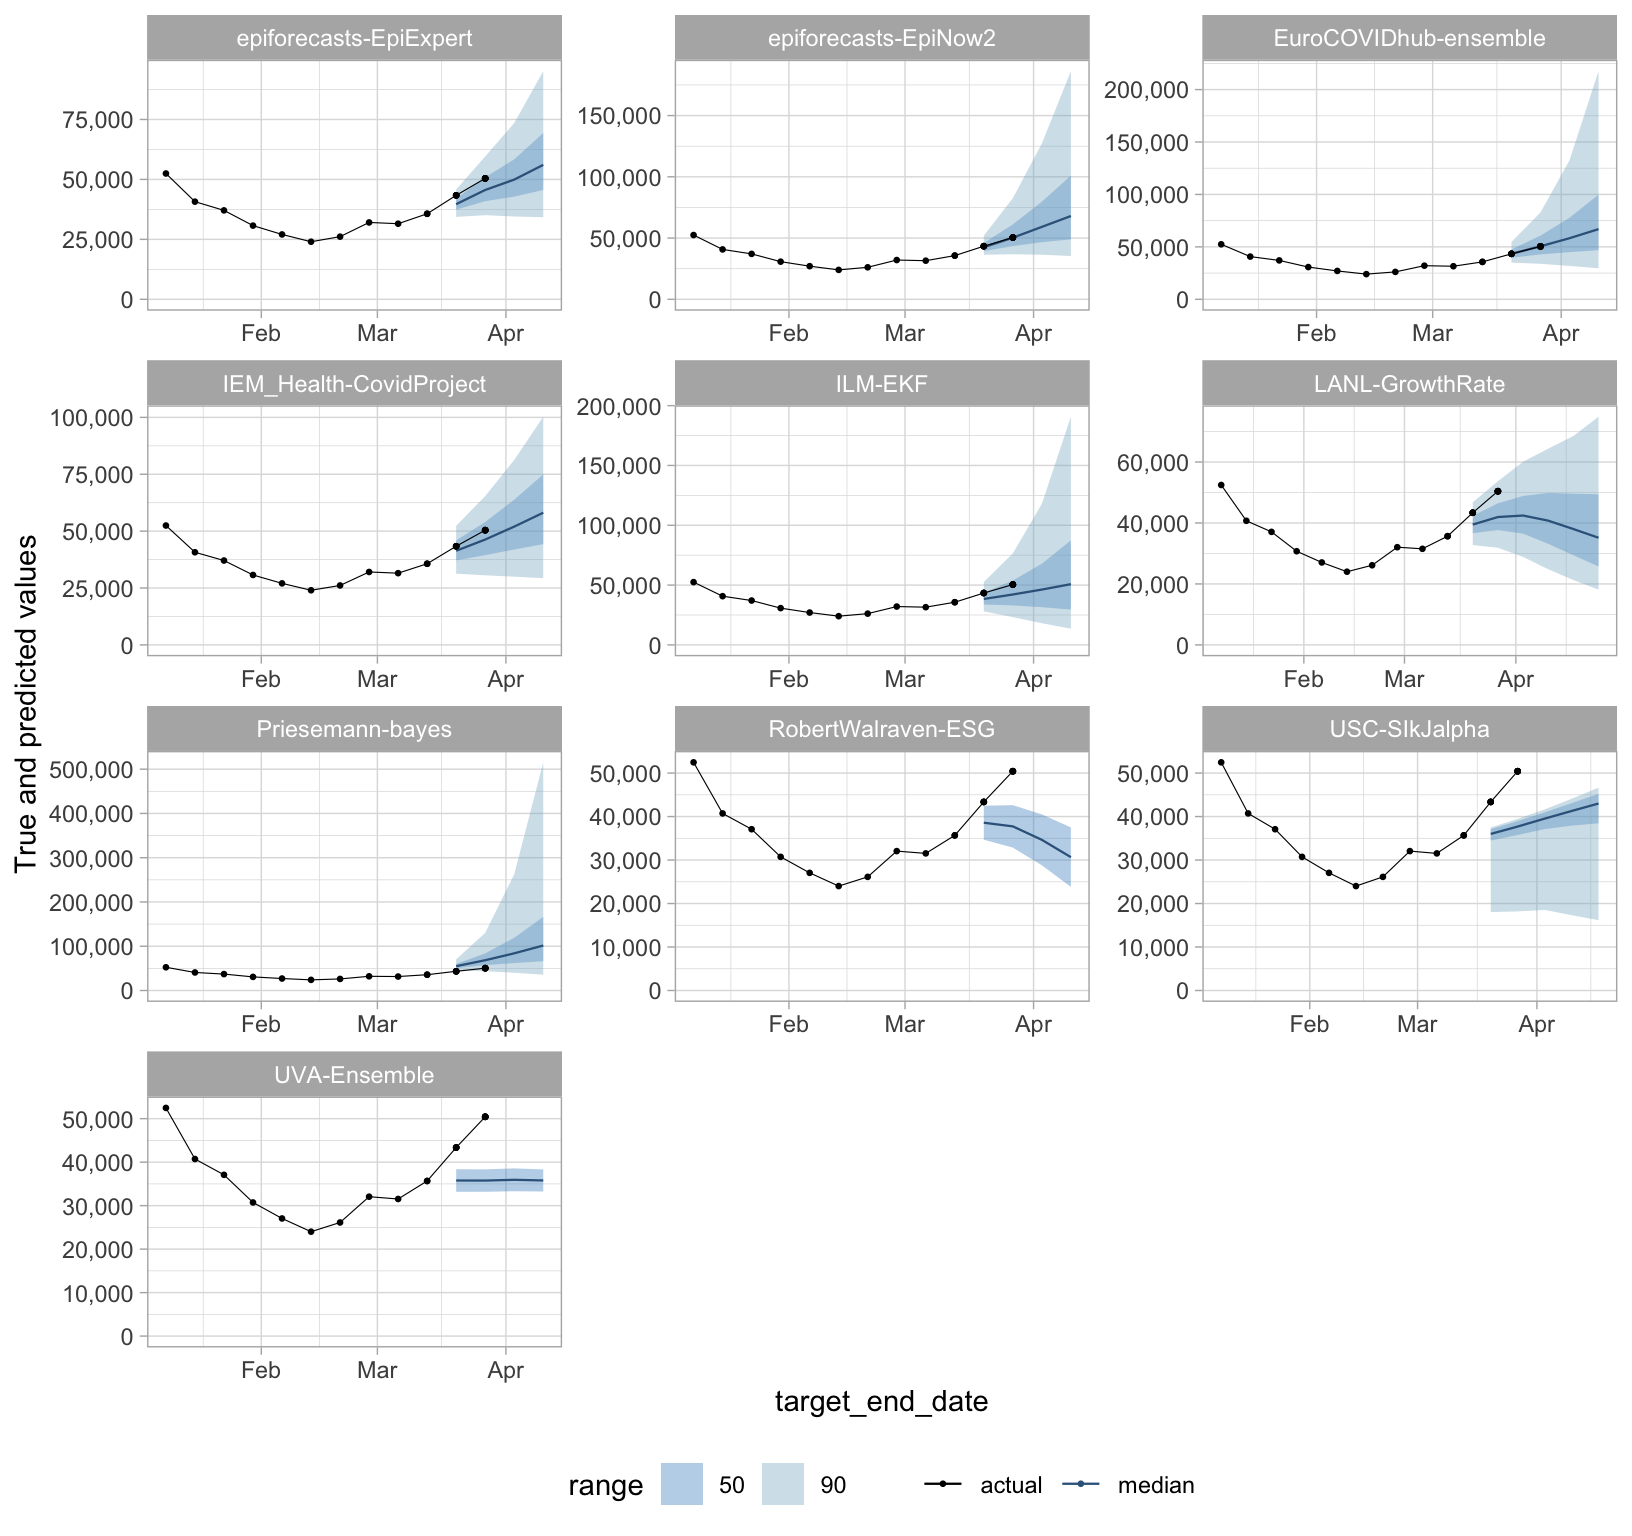 epiforecasts-EpiExpert
epiforecasts-EpiNow2
EuroCOVIDhub-ensemble
75,000
50,000
25,000
0
Feb Mar Apr
150,000
100,000
50,000
0
Feb Mar Apr
200,000
150,000
100,000
50,000
0
Feb Mar Apr
IEM_Health-CovidProject
ILM-EKF
LANL-GrowthRate
100,000
75,000
50,000
25,000
0
Feb Mar Apr
200,000
150,000
100,000
50,000
0
Feb Mar Apr
60,000
40,000
20,000
0
Feb Mar Apr
True and predicted values
Priesemann-bayes
RobertWalraven-ESG
USC-SIkJalpha
500,000
400,000
300,000
200,000
100,000
0
Feb Mar Apr
50,000
40,000
30,000
20,000
10,000
0
Feb Mar Apr
50,000
40,000
30,000
20,000
10,000
0
Feb Mar Apr
UVA-Ensemble
50,000
40,000
30,000
20,000
10,000
0
Feb Mar Apr
target_end_date
range 50 90 actual median